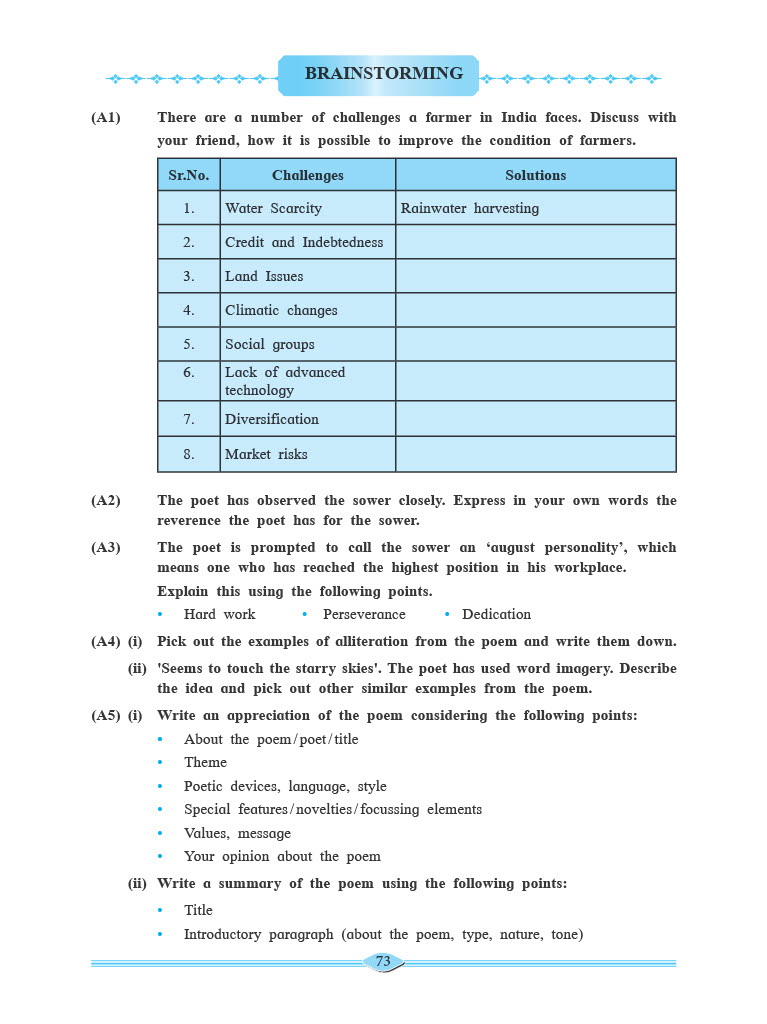 BRAINSTORMING
(A1) There are a number of challenges a farmer in India faces. Discuss with
your friend, how it is possible to improve the condition of farmers.
Sr.No. Challenges Solutions
1. Water Scarcity Rainwater harvesting
2. Credit and Indebtedness
3. Land Issues
4. Climatic changes
5. Social groups
6. Lack of advanced
technology
7. Diversification
8. Market risks
(A2) The poet has observed the sower closely. Express in your own words the
reverence the poet has for the sower.
(A3) The poet is prompted to call the sower an ‘august personality’, which
means one who has reached the highest position in his workplace.
Explain this using the following points.
• Hard work • Perseverance • Dedication
(A4) (i) Pick out the examples of alliteration from the poem and write them down.
(ii) 'Seems to touch the starry skies'. The poet has used word imagery. Describe
the idea and pick out other similar examples from the poem.
(A5) (i) Write an appreciation of the poem considering the following points:
• About the poem/poet/title
• Theme
• Poetic devices, language, style
• Special features/novelties/focussing elements
• Values, message
• Your opinion about the poem
(ii) Write a summary of the poem using the following points:
• Title
• Introductory paragraph (about the poem, type, nature, tone)
73